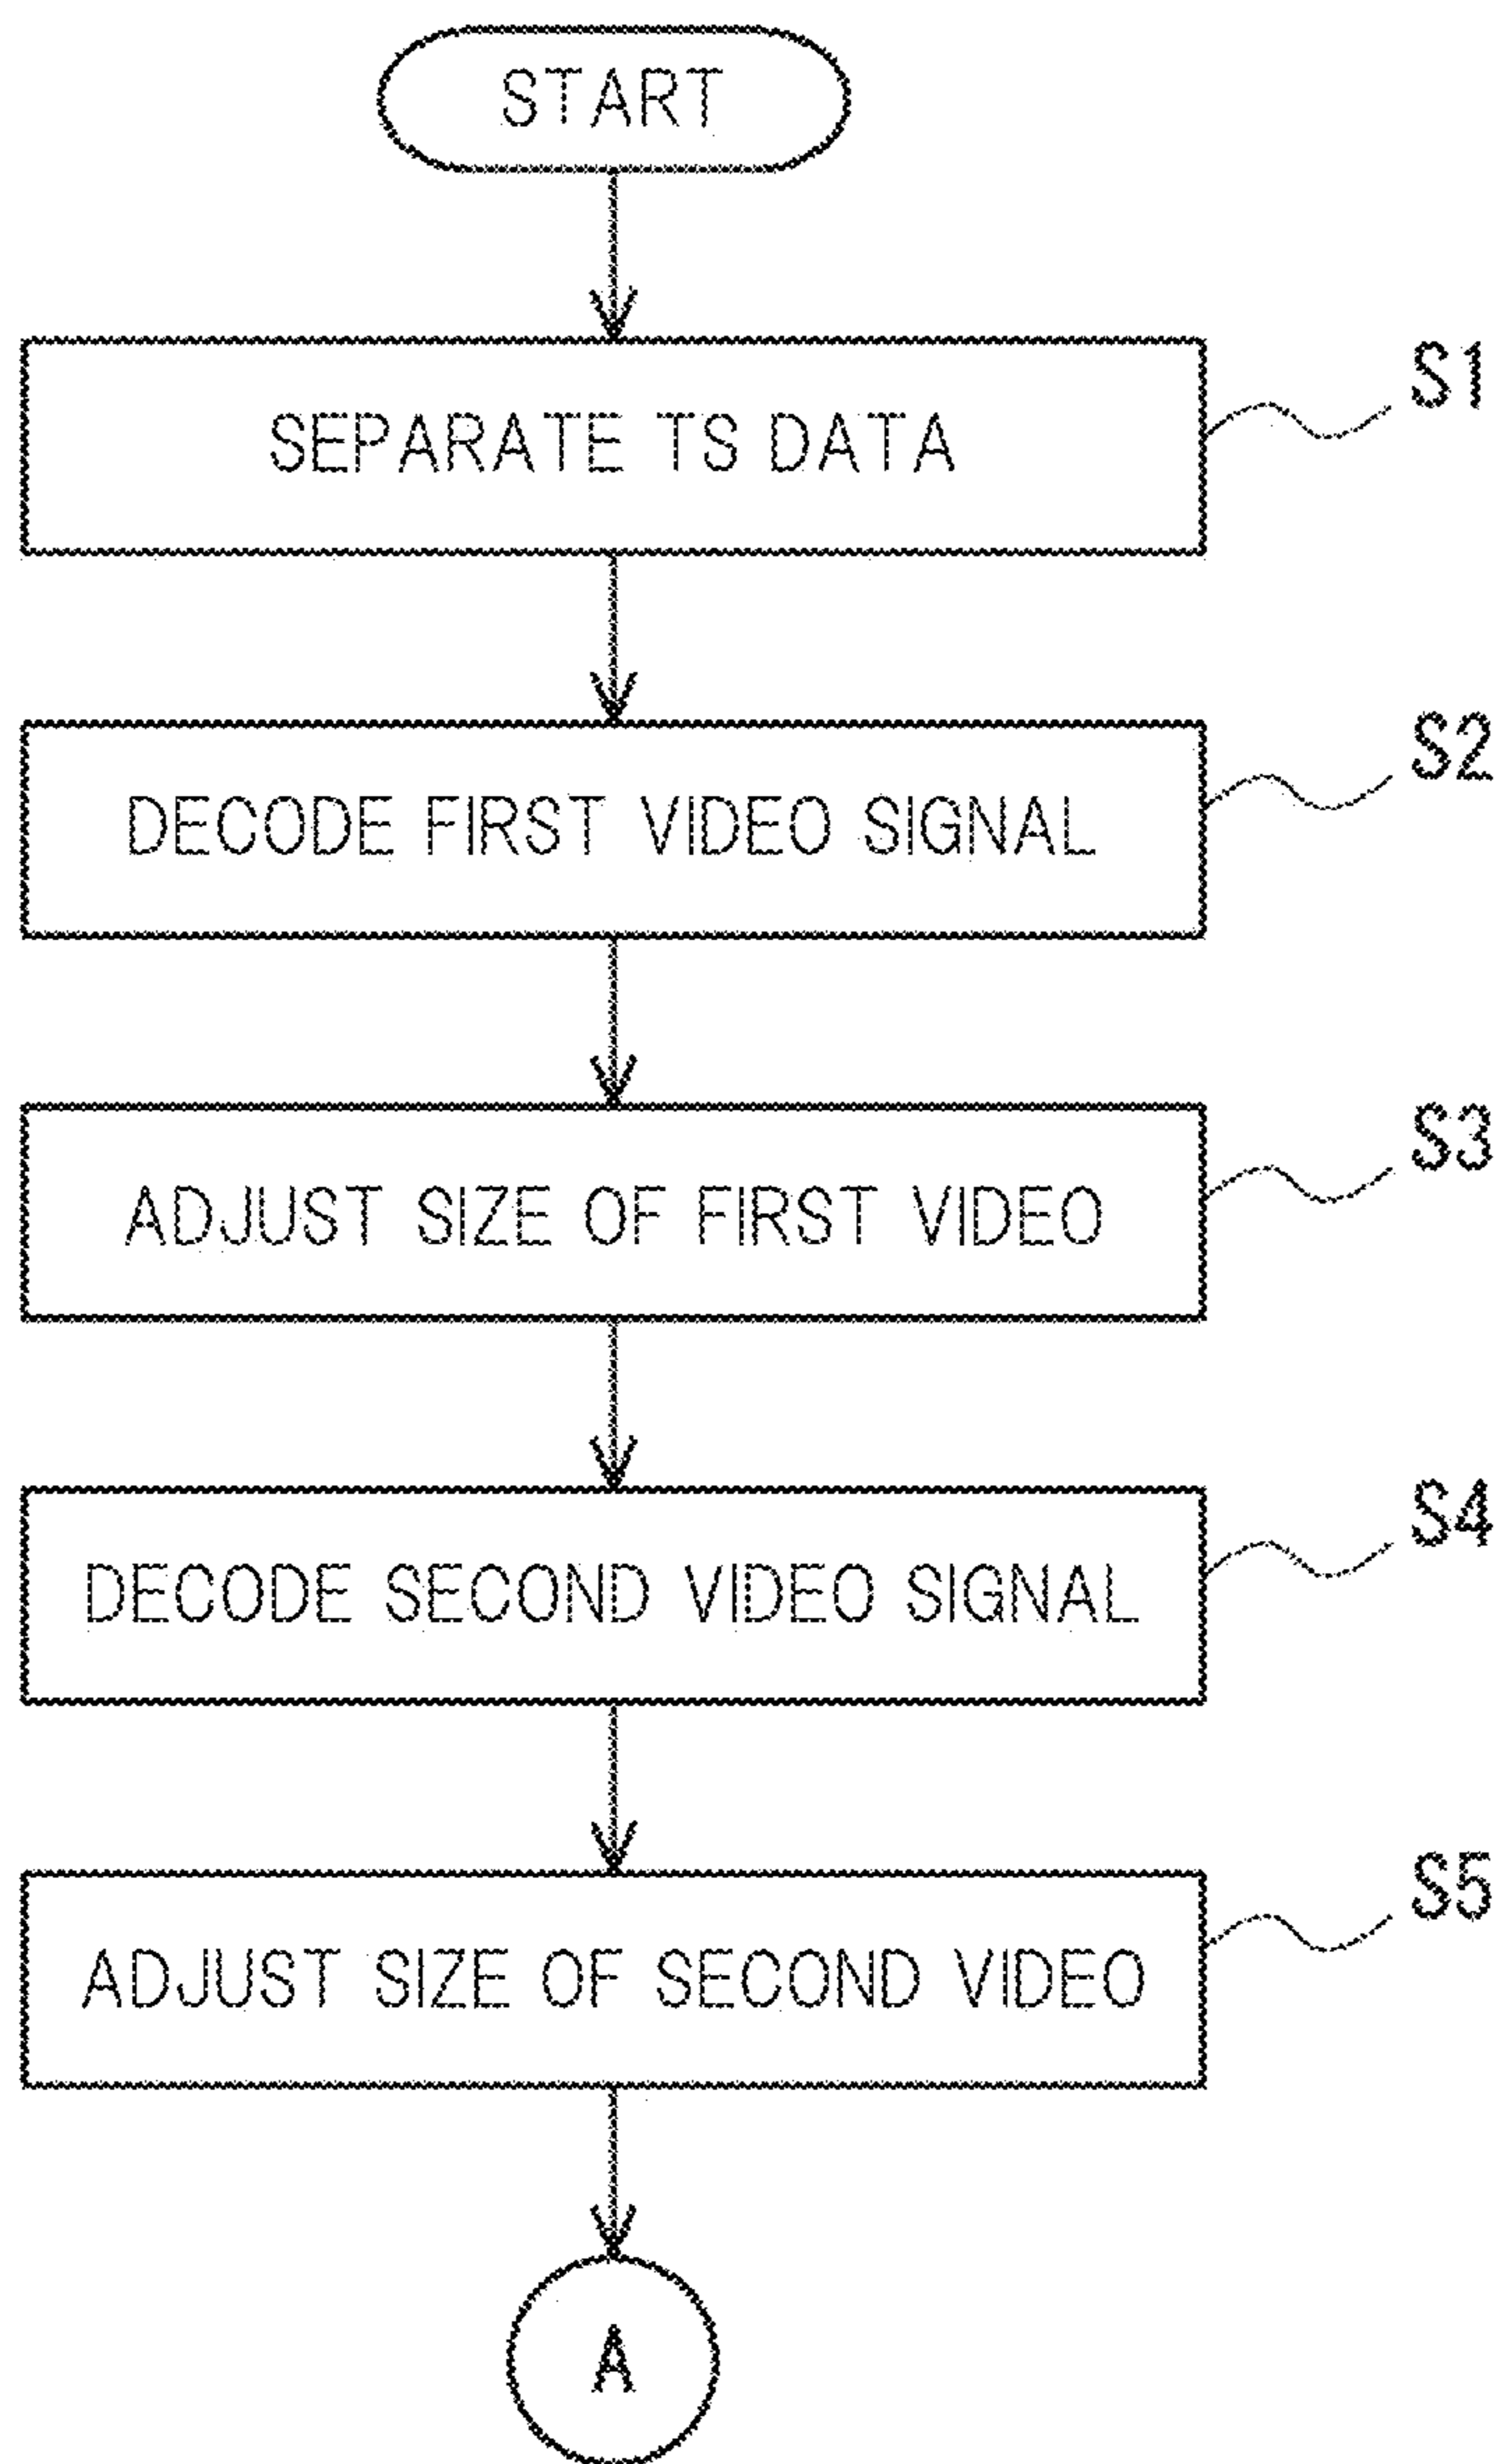 START
SEPARATE TS DATA
S1
DECODE FIRST VIDEO SIGNAL
S2
ADJUST SIZE OF FIRST VIDEO
S3
DECODE SECOND VIDEO SIGNAL
S4
ADJUST SIZE OF SECOND VIDEO
S5
A